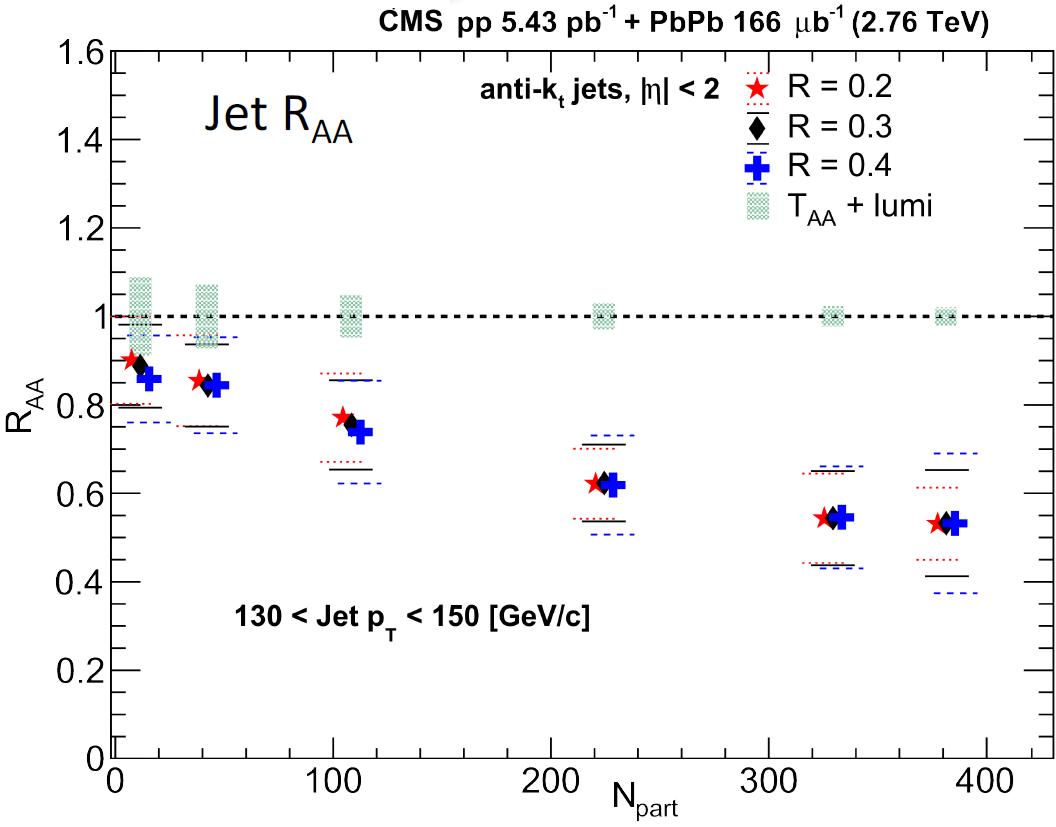 CMS pp 5.43 pb⁻¹ + PbPb 166 μb⁻¹ (2.76 TeV)
1.6
anti-kₜ jets, |η| < 2
R = 0.2
Jet R_AA
R = 0.3
1.4
R = 0.4
T_AA + lumi
1.2
1
R_AA
0.8
0.6
0.4
130 < Jet p_T < 150 [GeV/c]
0.2
0
0 100 200 300 400
N_part